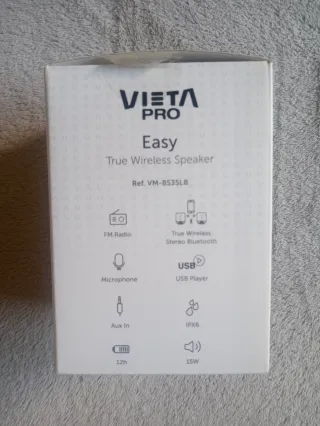 VIETA
PRO
Easy
True Wireless Speaker
Ref. VM-BS35LB
FM Radio
True Wireless
Stereo Bluetooth
Microphone
USB
USB Player
Aux In
IPX6
12h
15W